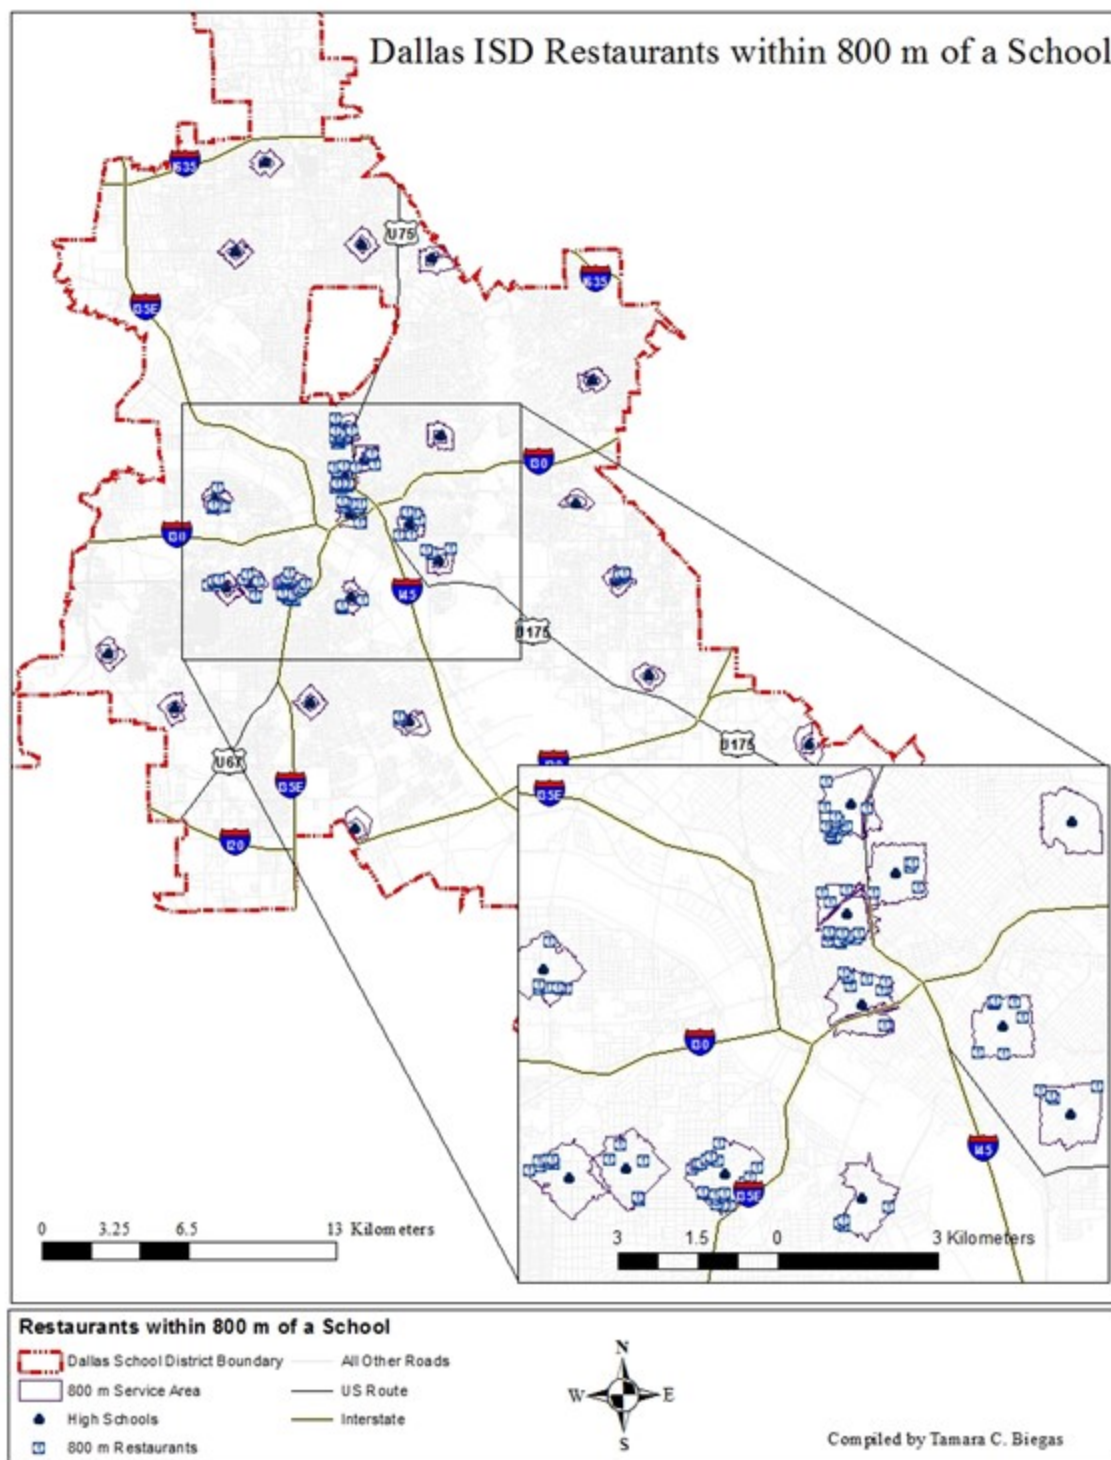 Dallas ISD Restaurants within 800 m of a School
I635
U75
I635
I35E
I30
I30
I45
U175
U175
U67
I35E
I20
I35E
I30
I45
I35E
0 3.25 6.5 13 Kilometers
3 1.5 0 3 Kilometers
Restaurants within 800 m of a School
Dallas School District Boundary
800 m Service Area
High Schools
800 m Restaurants
All Other Roads
US Route
Interstate
N
W E
S
Compiled by Tamara C. Biegas